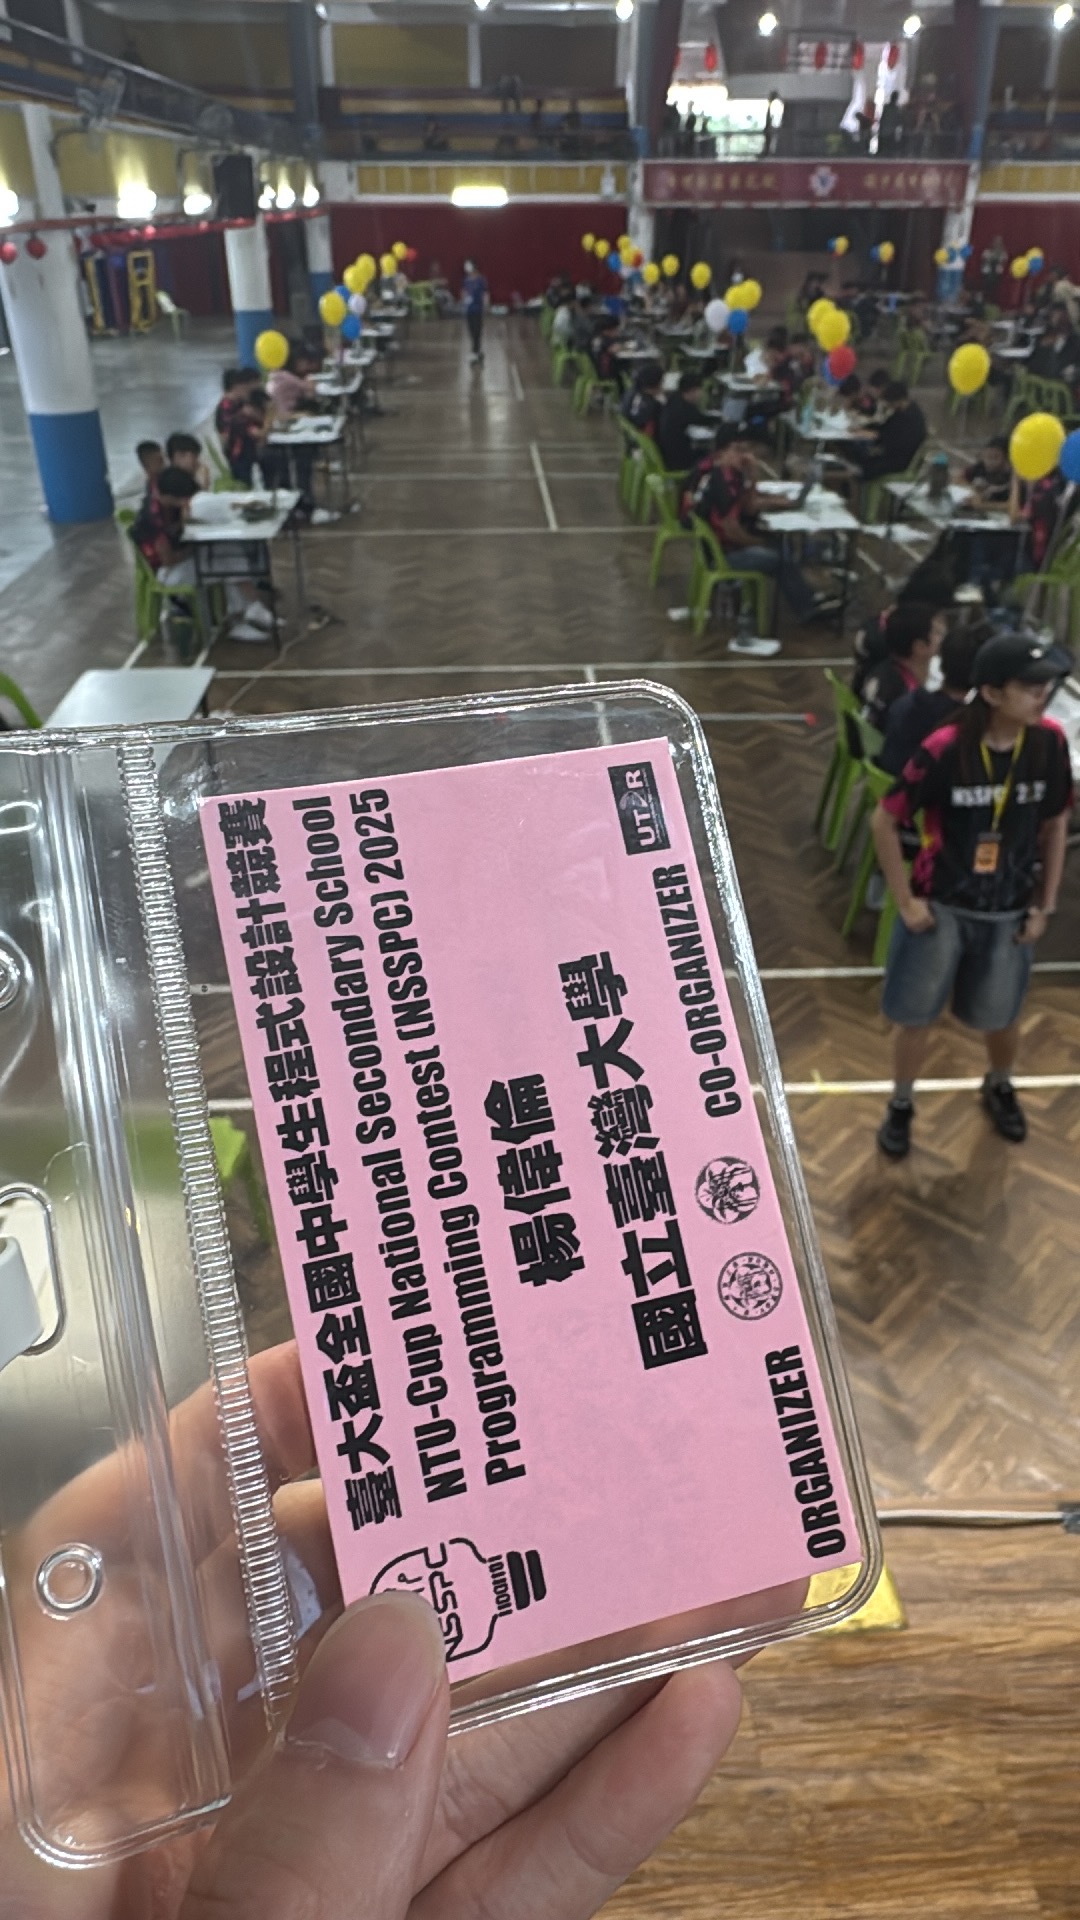 臺大盃全國中學生程式設計競賽
NTU-Cup National Secondary School
Programming Contest (NSSPC) 2025
楊偉倫
國立臺灣大學
ORGANIZER
CO-ORGANIZER
UTAR
NSSPC